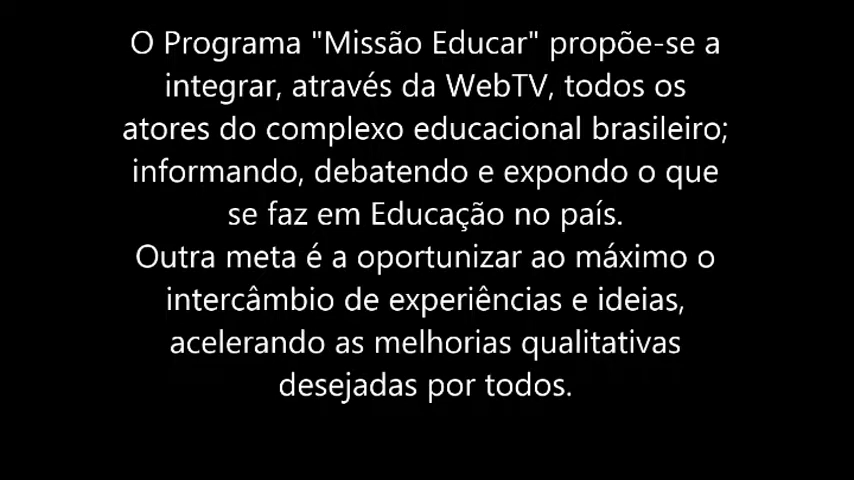 O Programa "Missão Educar" propõe-se a
integrar, através da WebTV, todos os
atores do complexo educacional brasileiro;
informando, debatendo e expondo o que
se faz em Educação no país.
Outra meta é a oportunizar ao máximo o
intercâmbio de experiências e ideias,
acelerando as melhorias qualitativas
desejadas por todos.